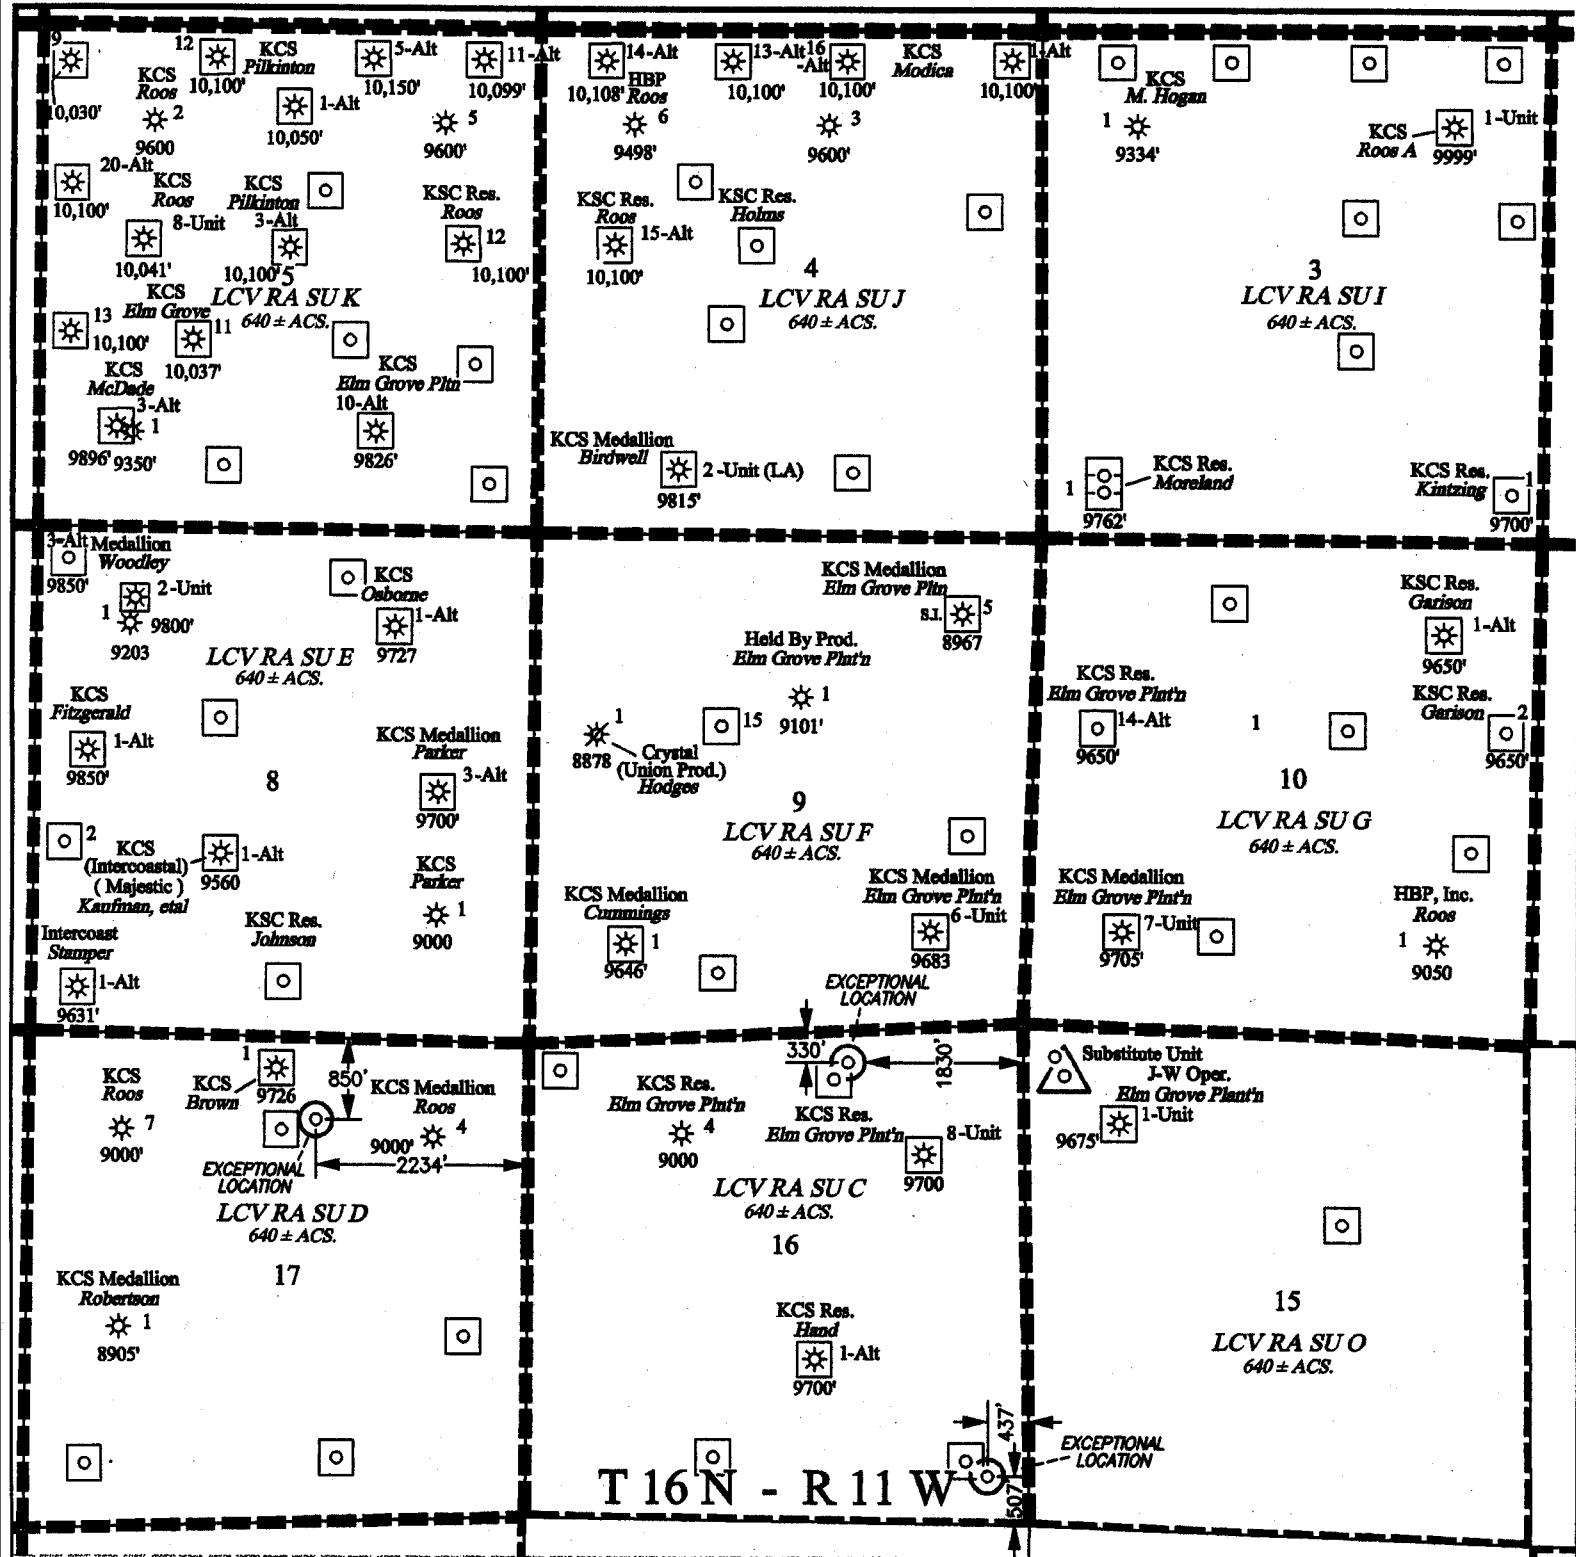 9
10,030'
12
10,100'
KCS
Pilkinton
5-Alt
10,150'
11-Alt
10,099'
KCS
Roos
2
9600
1-Alt
10,050'
5
9600'
20-Alt
10,100'
KCS
Roos
8-Unit
10,041'
KCS
Pilkinton
3-Alt
10,100'
KSC Res.
Roos
12
10,100'
5
LCV RA SU K
640 ± ACS.
KCS
Elm Grove
13
10,100'
11
10,037'
KCS
McDade
3-Alt
1
9896'
9350'
KCS
Elm Grove Pltn
10-Alt
9826'
14-Alt
10,108'
HBP
Roos
6
9498'
13-Alt
10,100'
16
-Alt
10,100'
KCS
Modica
1-Alt
10,100'
3
9600'
KSC Res.
Roos
15-Alt
10,100'
KSC Res.
Holms
4
LCV RA SU J
640 ± ACS.
KCS Medallion
Birdwell
2 -Unit (LA)
9815'
KCS
M. Hogan
1
9334'
KCS
Roos A
1-Unit
9999'
3
LCV RA SU I
640 ± ACS.
1
9762'
KCS Res.
Moreland
KCS Res.
Kintzing
1
9700'
3-Alt
9850'
Medallion
Woodley
2-Unit
1
9800'
9203
KCS
Osborne
1-Alt
9727
LCV RA SU E
640 ± ACS.
KCS
Fitzgerald
1-Alt
9850'
8
KCS Medallion
Parker
3-Alt
9700'
2
KCS
(Intercoastal)
( Majestic )
Kaufman, etal
1-Alt
9560
KCS
Parker
1
9000
Intercoast
Stamper
1-Alt
9631'
KSC Res.
Johnson
KCS Medallion
Elm Grove Pltn
S.I.
5
8967
Held By Prod.
Elm Grove Plnt'n
1
9101'
1
8878
Crystal
(Union Prod.)
Hodges
15
9
LCV RA SU F
640 ± ACS.
KCS Medallion
Cummings
1
9646'
KCS Medallion
Elm Grove Plnt'n
6 -Unit
9683
EXCEPTIONAL
LOCATION
KSC Res.
Garison
1-Alt
9650'
KCS Res.
Elm Grove Plnt'n
14-Alt
9650'
1
KSC Res.
Garison
2
9650'
10
LCV RA SU G
640 ± ACS.
KCS Medallion
Elm Grove Plnt'n
7-Unit
9705'
HBP, Inc.
Roos
1
9050
KCS
Roos
7
9000'
1
KCS
Brown
9726
850'
KCS Medallion
Roos
9000'
4
2234'
EXCEPTIONAL
LOCATION
LCV RA SU D
640 ± ACS.
17
KCS Medallion
Robertson
1
8905'
330'
1830'
KCS Res.
Elm Grove Plnt'n
4
9000
KCS Res.
Elm Grove Plnt'n
8-Unit
9700
LCV RA SU C
640 ± ACS.
16
KCS Res.
Hand
1-Alt
9700'
437'
507'
EXCEPTIONAL
LOCATION
Substitute Unit
J-W Oper.
Elm Grove Plant'n
1-Unit
9675'
15
LCV RA SU O
640 ± ACS.
T 16 N - R 11 W